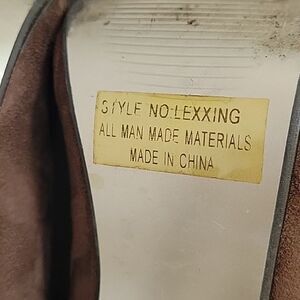 STYLE NO:LEXXING
ALL MAN MADE MATERIALS
MADE IN CHINA